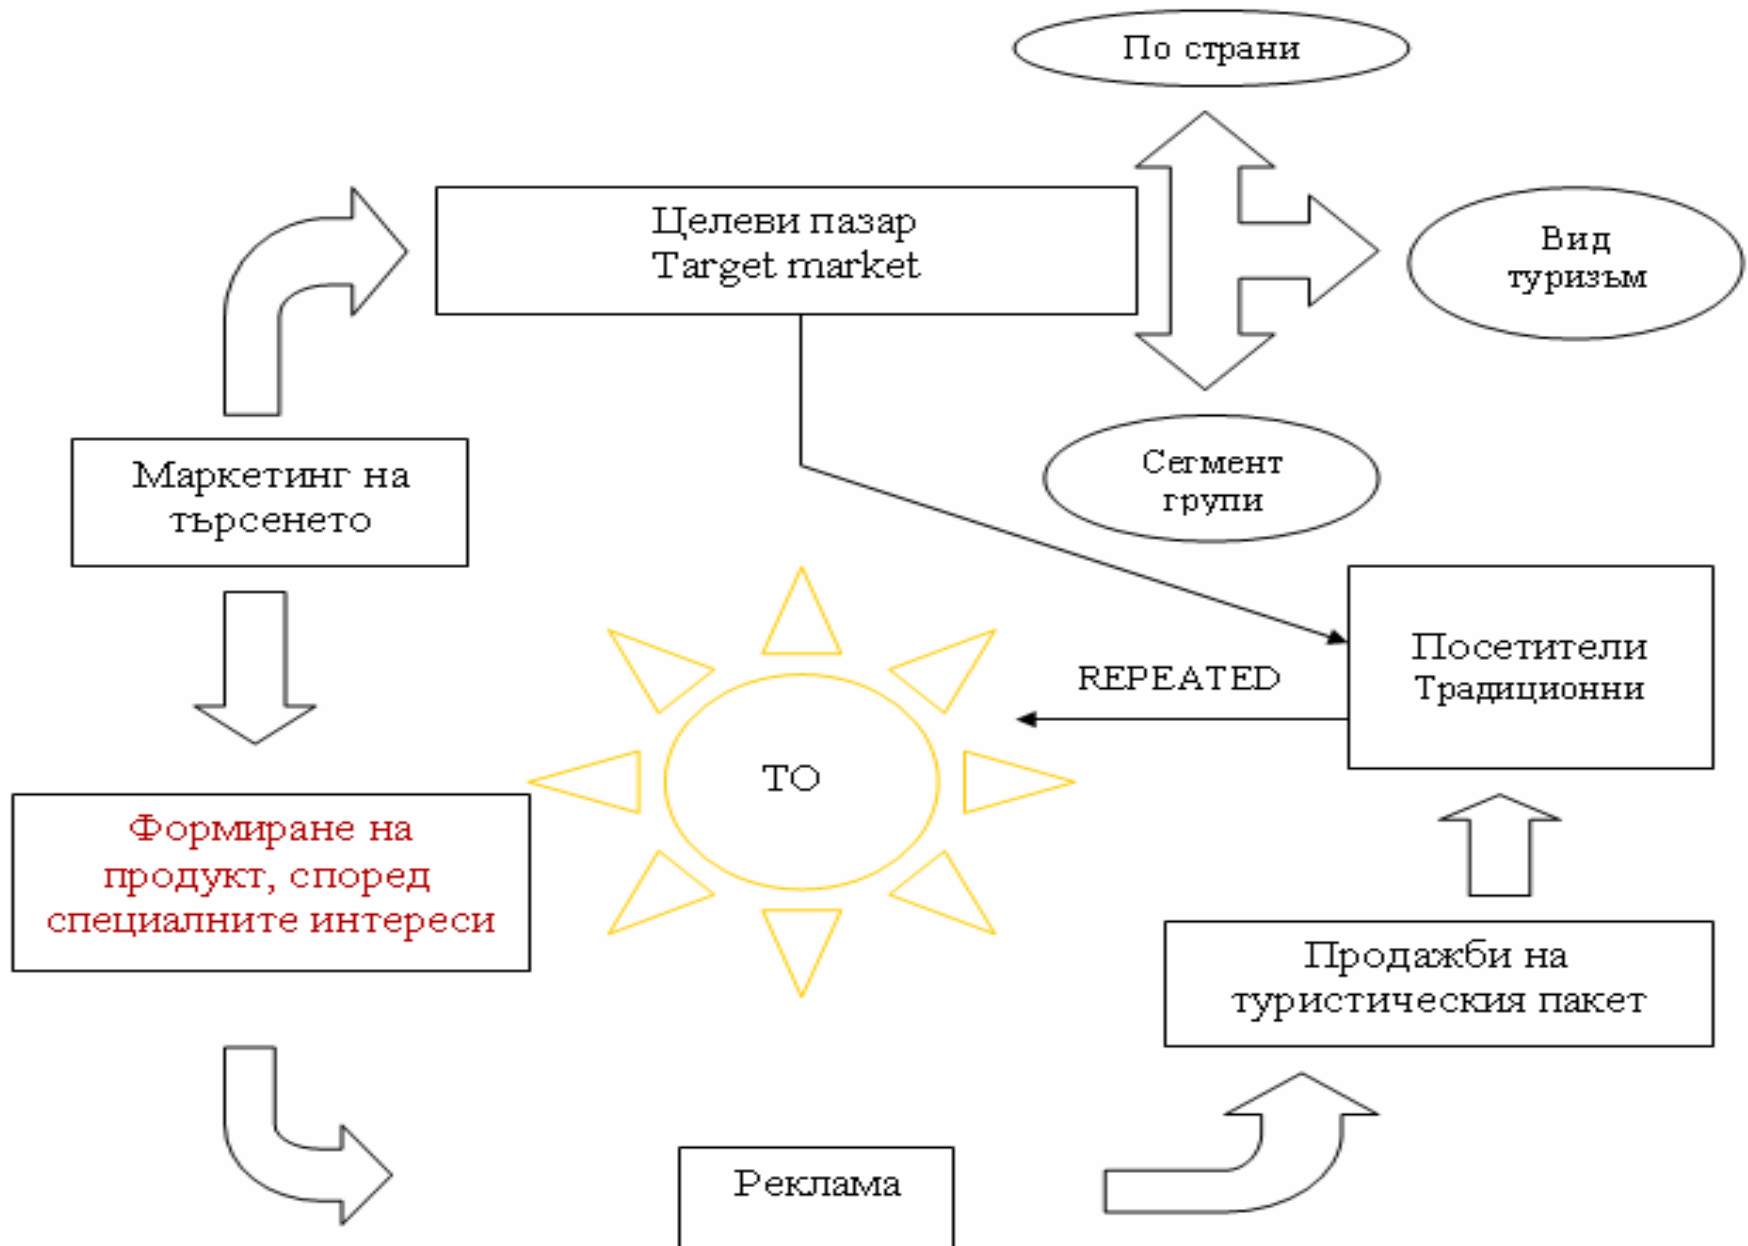 По страни
Целеви пазар
Target market
Вид
туризъм
Маркетинг на
търсенето
Сегмент
групи
Посетители
Традиционни
REPEATED
ТО
Формиране на
продукт, според
специалните интереси
Продажби на
туристическия пакет
Реклама